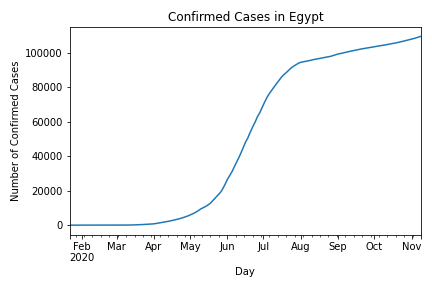 Confirmed Cases in Egypt
Number of Confirmed Cases
100000
80000
60000
40000
20000
0
Feb Mar Apr May Jun Jul Aug Sep Oct Nov
2020
Day